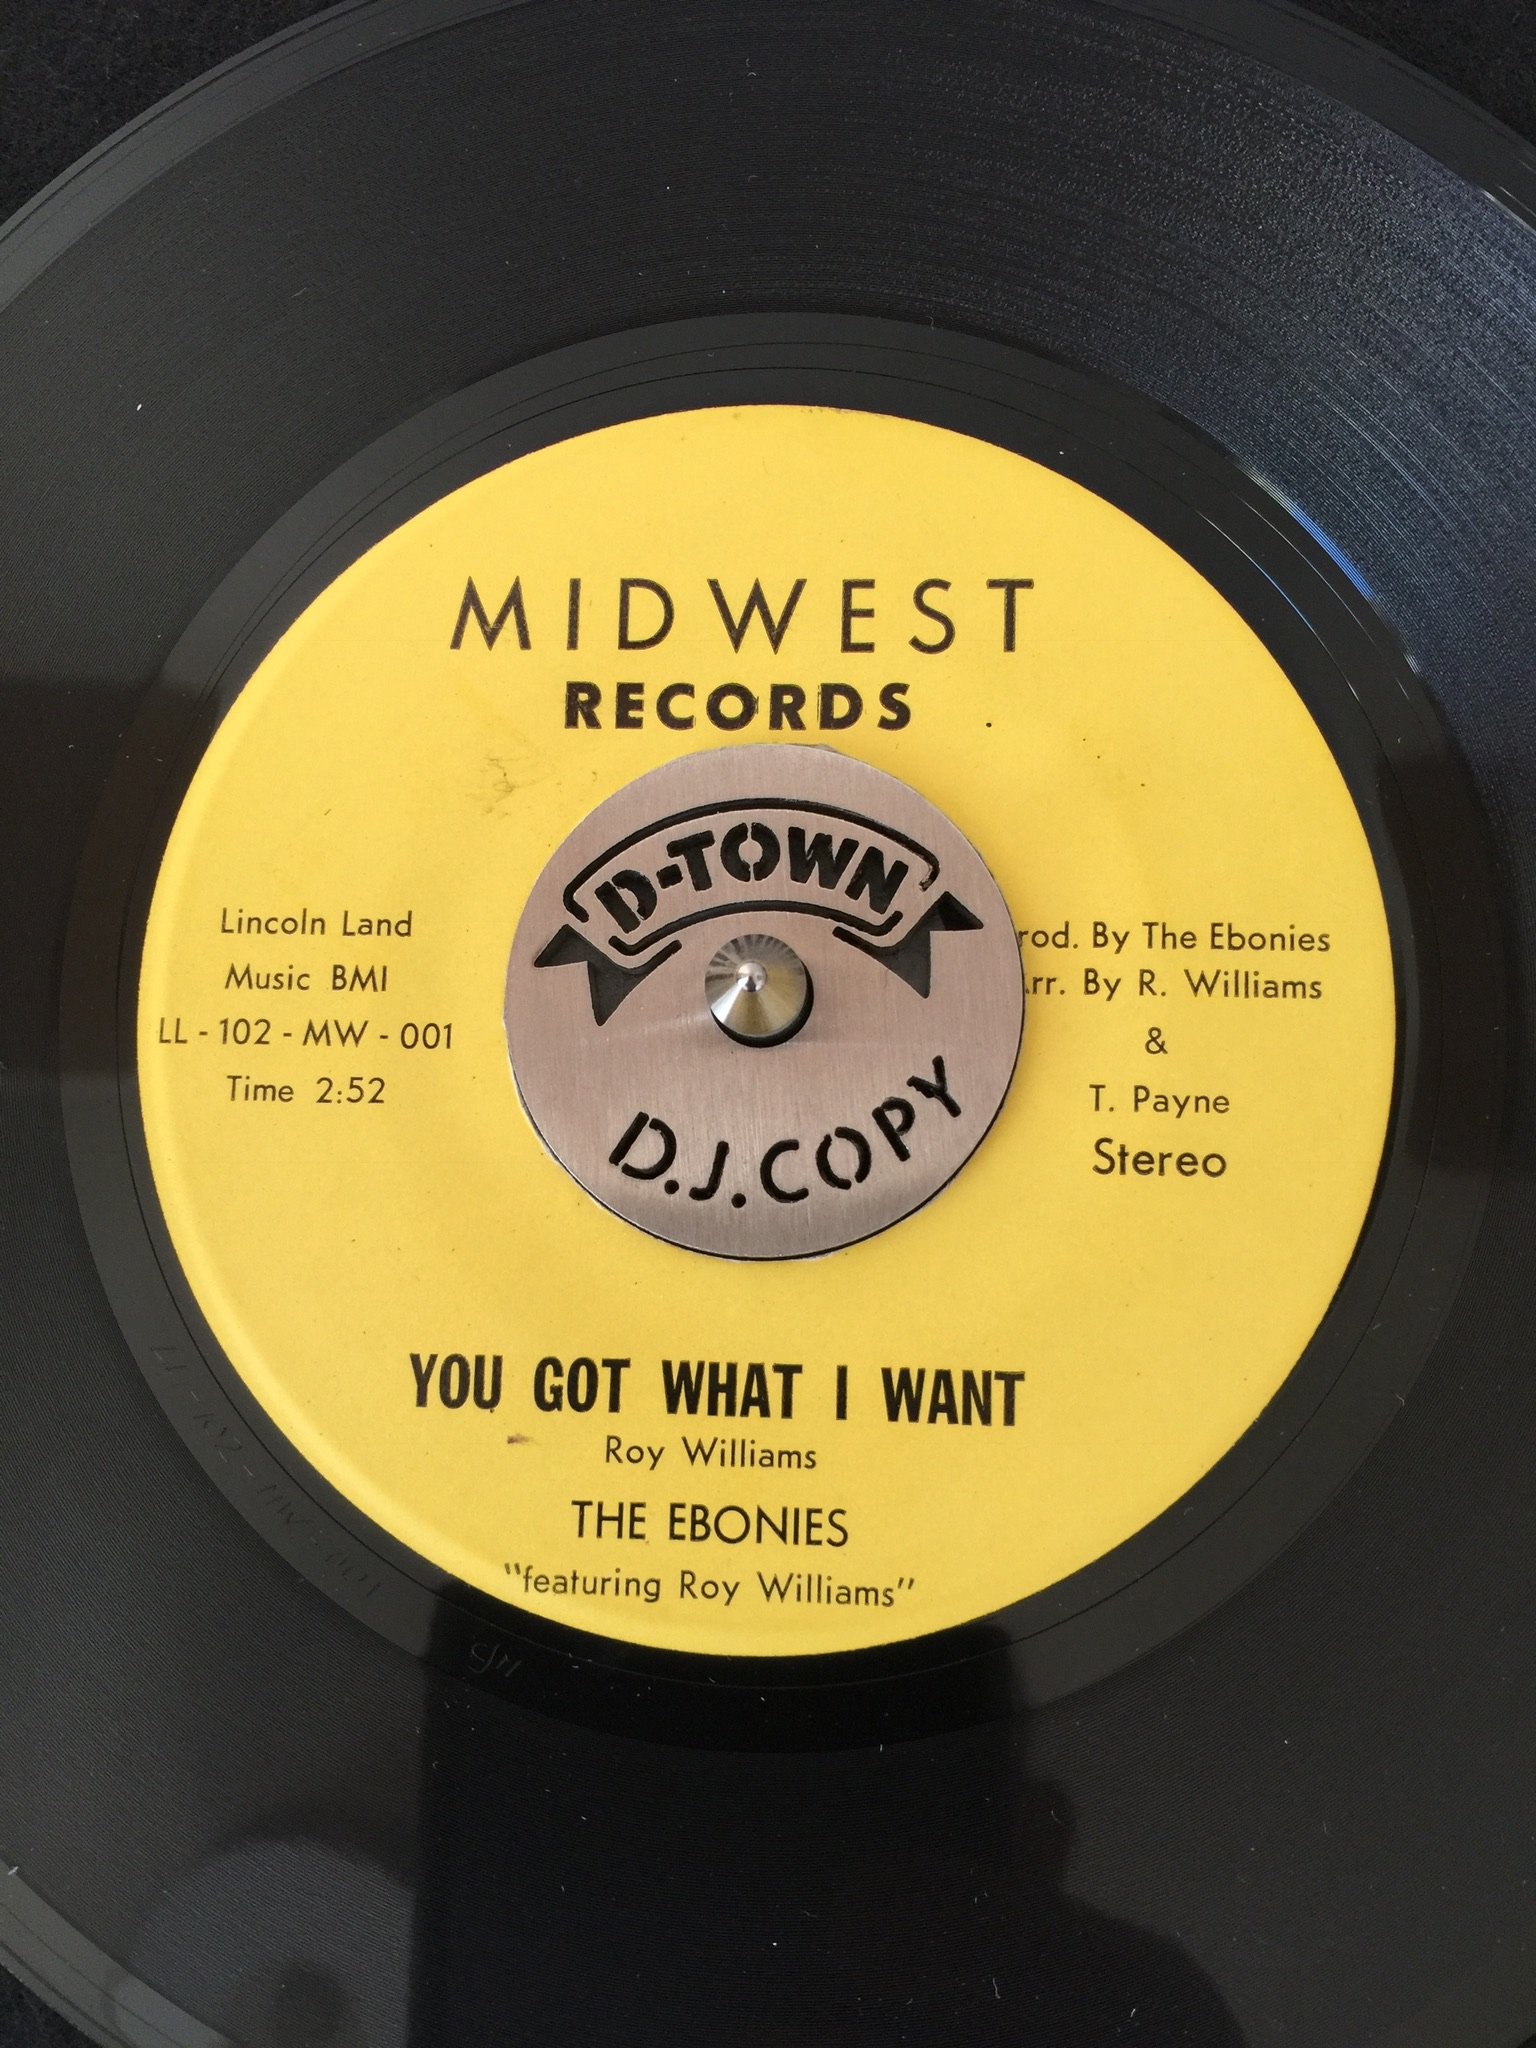 MIDWEST
RECORDS
D-TOWN
D.J. COPY
Lincoln Land
Music BMI
LL - 102 - MW - 001
Time 2:52
rod. By The Ebonies
rr. By R. Williams
&
T. Payne
Stereo
YOU GOT WHAT I WANT
Roy Williams
THE EBONIES
"featuring Roy Williams"